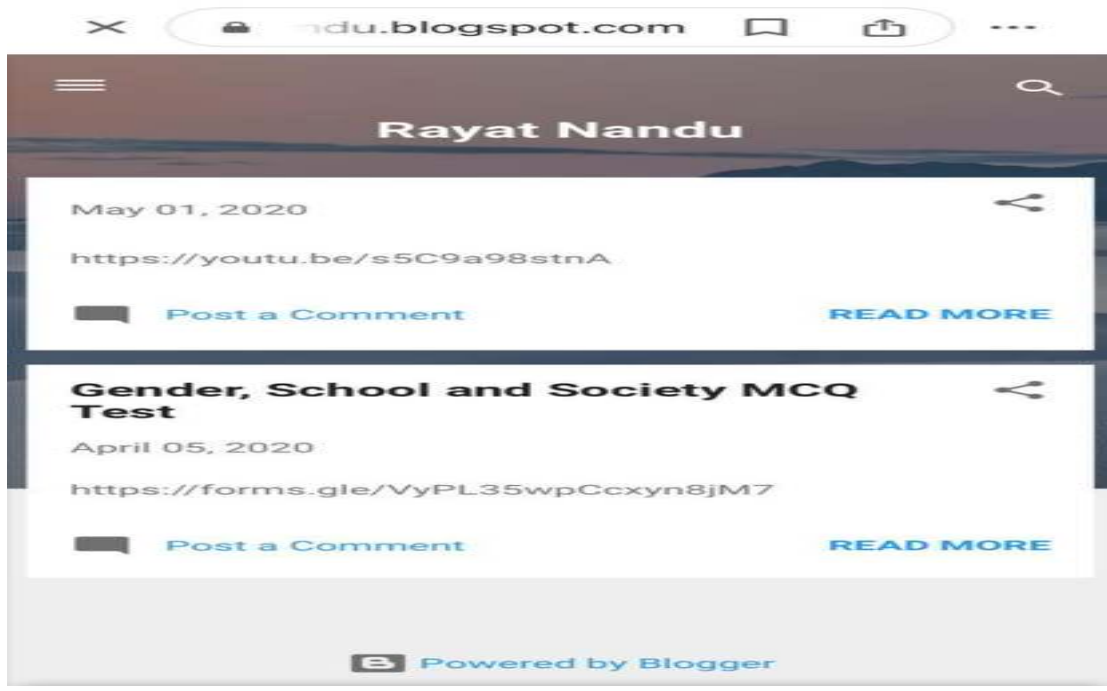 du.blogspot.com
Rayat Nandu
May 01, 2020
https://youtu.be/s5C9a98stnA
Post a Comment READ MORE
Gender, School and Society MCQ
Test
April 05, 2020
https://forms.gle/VyPL35wpCcxyn8jM7
Post a Comment READ MORE
Powered by Blogger